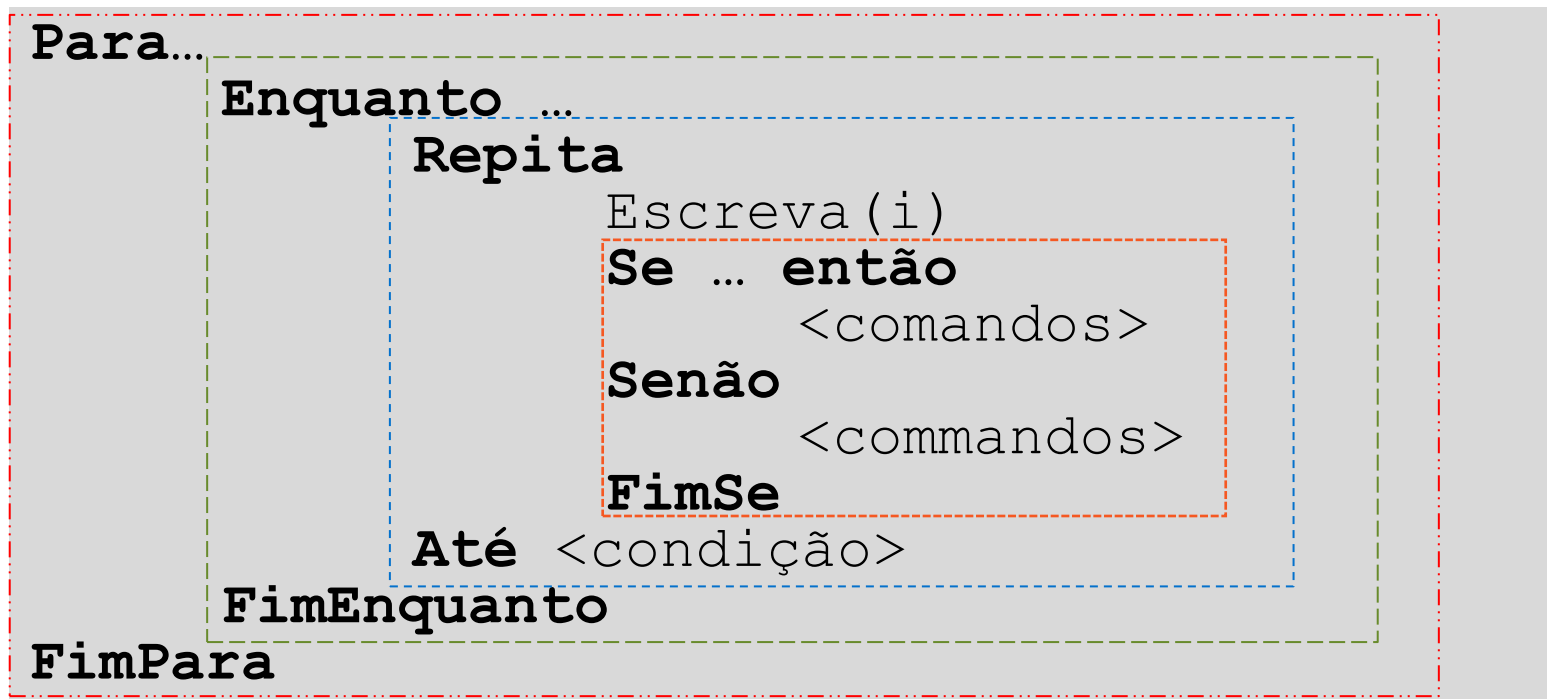 Para…
Enquanto …
Repita
Escreva(i)
Se … então
<comandos>
Senão
<commandos>
FimSe
Até <condição>
FimEnquanto
FimPara